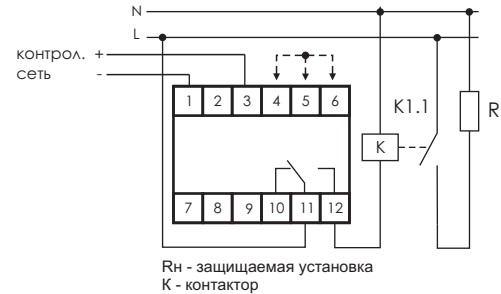 N
L
контрол. +
сеть -
1 2 3 4 5 6
K1.1
R
K
7 8 9 10 11 12
Rн - защищаемая установка
К - контактор